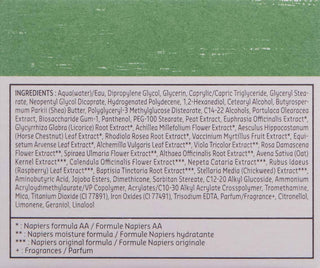 INGREDIENTS : Aqua(water)/Eau, Dipropylene Glycol, Glycerin, Caprylic/Capric Triglyceride, Glyceryl Stea-
rate, Neopentyl Glycol Dicaprate, Hydrogenated Polydecene, 1,2-Hexanediol, Cetearyl Alcohol, Butyrosper-
mum Parkii (Shea) Butter, Polyglyceryl-3 Methylglucose Distearate, C14-22 Alcohols, Portulaca Oleracea
Extract, Biosaccharide Gum-1, Panthenol, PEG-100 Stearate, Peat Extract, Euphrasia Officinalis Extract*,
Glycyrrhiza Glabra (Licorice) Root Extract*, Achillea Millefolium Flower Extract*, Aesculus Hippocastanum
(Horse Chestnut) Leaf Extract*, Rhodiola Rosea Root Extract*, Vaccinium Myrtillus Fruit Extract*, Equi-
setum Arvense Leaf Extract*, Alchemilla Vulgaris Leaf Extract*, Viola Tricolor Extract**, Rosa Damascena
Flower Extract**, Spiraea Ulmaria Flower Extract**, Althaea Officinalis Root Extract**, Avena Sativa (Oat)
Kernel Extract***, Calendula Officinalis Flower Extract***, Nepeta Cataria Extract***, Rubus Idaeus
(Raspberry) Leaf Extract***, Baptisia Tinctoria Root Extract***, Stellaria Media (Chickweed) Extract***,
Aminobutyric Acid, Jojoba Esters, Dimethicone, Sorbitan Stearate, C12-20 Alkyl Glucoside, Ammonium
Acryloyldimethyltaurate/VP Copolymer, Acrylates/C10-30 Alkyl Acrylate Crosspolymer, Tromethamine,
Mica, Titanium Dioxide (CI 77891), Iron Oxides (CI 77491), Trisodium EDTA, Parfum/Fragrance+, Citronellol,
Limonene, Geraniol, Linalool
* : Napiers formula AA / Formule Napiers AA
** : Napiers moisture formula / Formule Napiers hydratante
*** : Napiers original formula / Formule Napiers originale
+ : Fragrances / Parfum